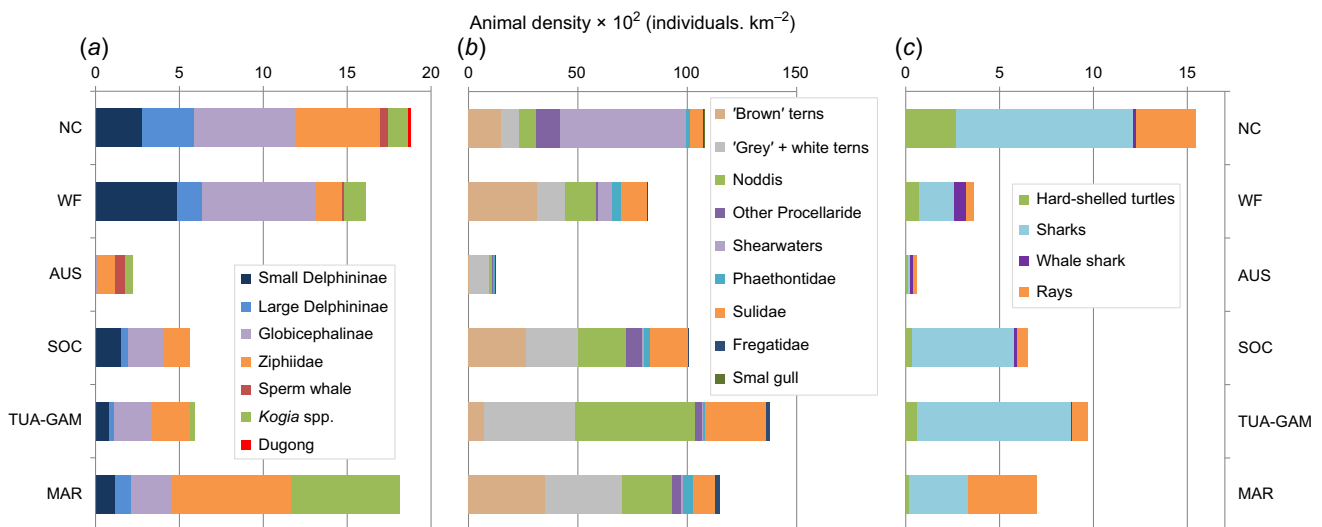 Animal density × 10² (individuals. km⁻²)
(a)
(b)
(c)
0 5 10 15 20
0 50 100 150
0 5 10 15
NC
WF
AUS
SOC
TUA-GAM
MAR
Small Delphininae
Large Delphininae
Globicephalinae
Ziphiidae
Sperm whale
Kogia spp.
Dugong
'Brown' terns
'Grey' + white terns
Noddis
Other Procellaride
Shearwaters
Phaethontidae
Sulidae
Fregatidae
Smal gull
Hard-shelled turtles
Sharks
Whale shark
Rays
NC
WF
AUS
SOC
TUA-GAM
MAR